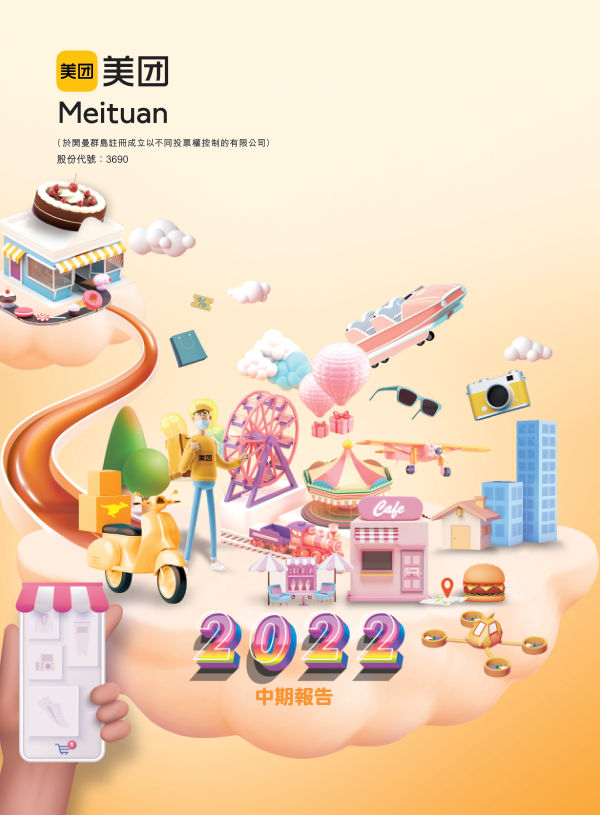 美团 美团
Meituan
(於開曼群島註冊成立以不同投票權控制的有限公司)
股份代號：3690
美团
Cafe
2022
中期報告